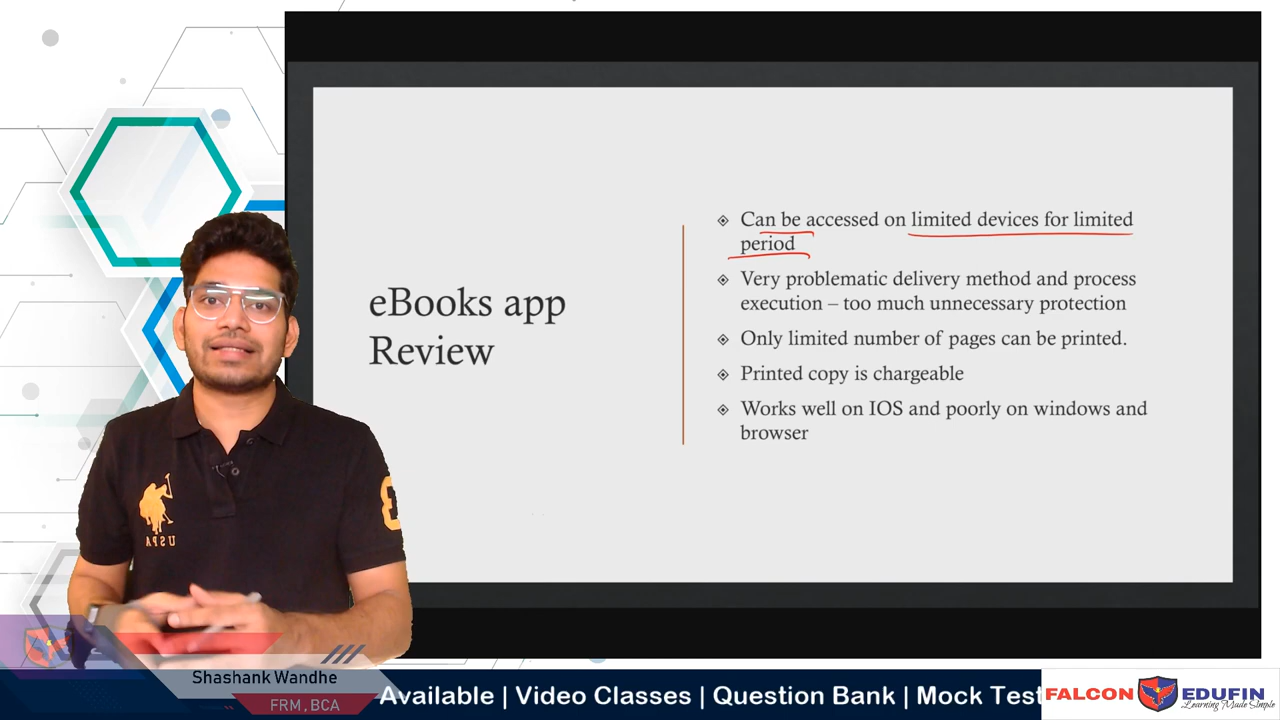 eBooks app
Review
Can be accessed on limited devices for limited
period
Very problematic delivery method and process
execution – too much unnecessary protection
Only limited number of pages can be printed.
Printed copy is chargeable
Works well on IOS and poorly on windows and
browser
USPA
3
Shashank Wandhe
FRM , BCA
Available | Video Classes | Question Bank | Mock Test
FALCON EDUFIN
Learning Made Simple